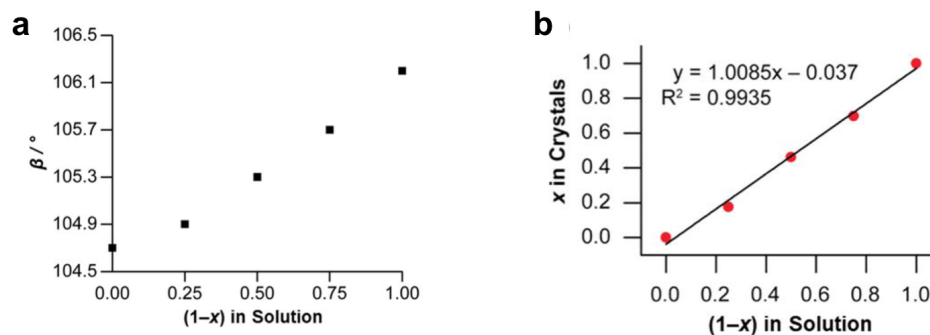 a
106.5
106.1
105.7
105.3
104.9
104.5
β / °
0.00 0.25 0.50 0.75 1.00
(1–x) in Solution
b
y = 1.0085x – 0.037
R² = 0.9935
1.0
0.8
0.6
0.4
0.2
0.0
x in Crystals
0.0 0.2 0.4 0.6 0.8 1.0
(1–x) in Solution